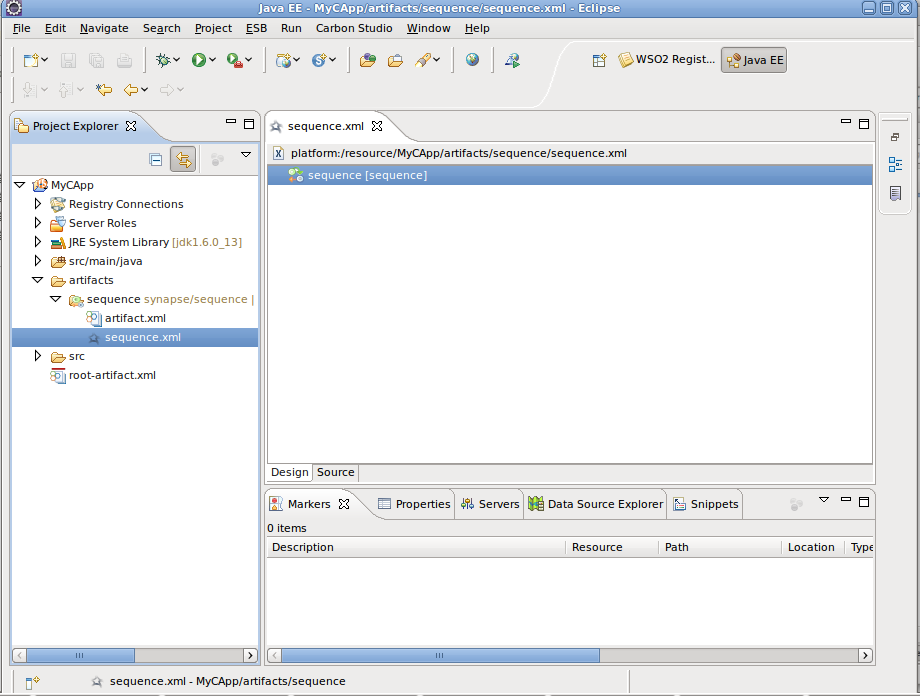 Java EE - MyCApp/artifacts/sequence/sequence.xml - Eclipse
File Edit Navigate Search Project ESB Run Carbon Studio Window Help
WSO2 Regist... Java EE
Project Explorer
MyCApp
Registry Connections
Server Roles
JRE System Library [jdk1.6.0_13]
src/main/java
artifacts
sequence synapse/sequence |
artifact.xml
sequence.xml
src
root-artifact.xml
sequence.xml
X platform:/resource/MyCApp/artifacts/sequence/sequence.xml
sequence [sequence]
Design Source
Markers Properties Servers Data Source Explorer Snippets
0 items
Description Resource Path Location Type
sequence.xml - MyCApp/artifacts/sequence